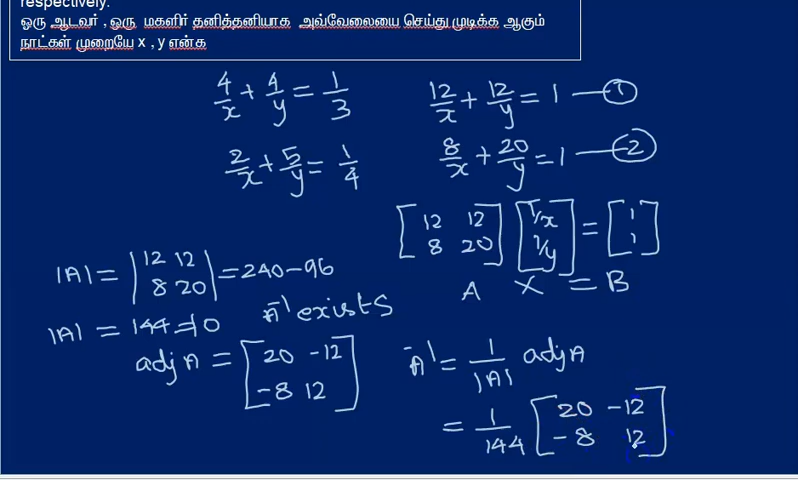 respectively.
ஒரு ஆடவர் , ஒரு மகளிர் தனித்தனியாக அவ்வேலையை செய்து முடிக்க ஆகும்
நாட்கள் முறையே x , y என்க
4/x + 4/y = 1/3    12/x + 12/y = 1 — ①
2/x + 5/y = 1/4    8/x + 20/y = 1 — ②
[12 12; 8 20] [1/x; 1/y] = [1; 1]
A X = B
|A| = |12 12; 8 20| = 240-96
|A| = 144 ≠ 0 A⁻¹ exists
adj A = [20 -12; -8 12]    A⁻¹ = 1/|A| adj A
= 1/144 [20 -12; -8 12]